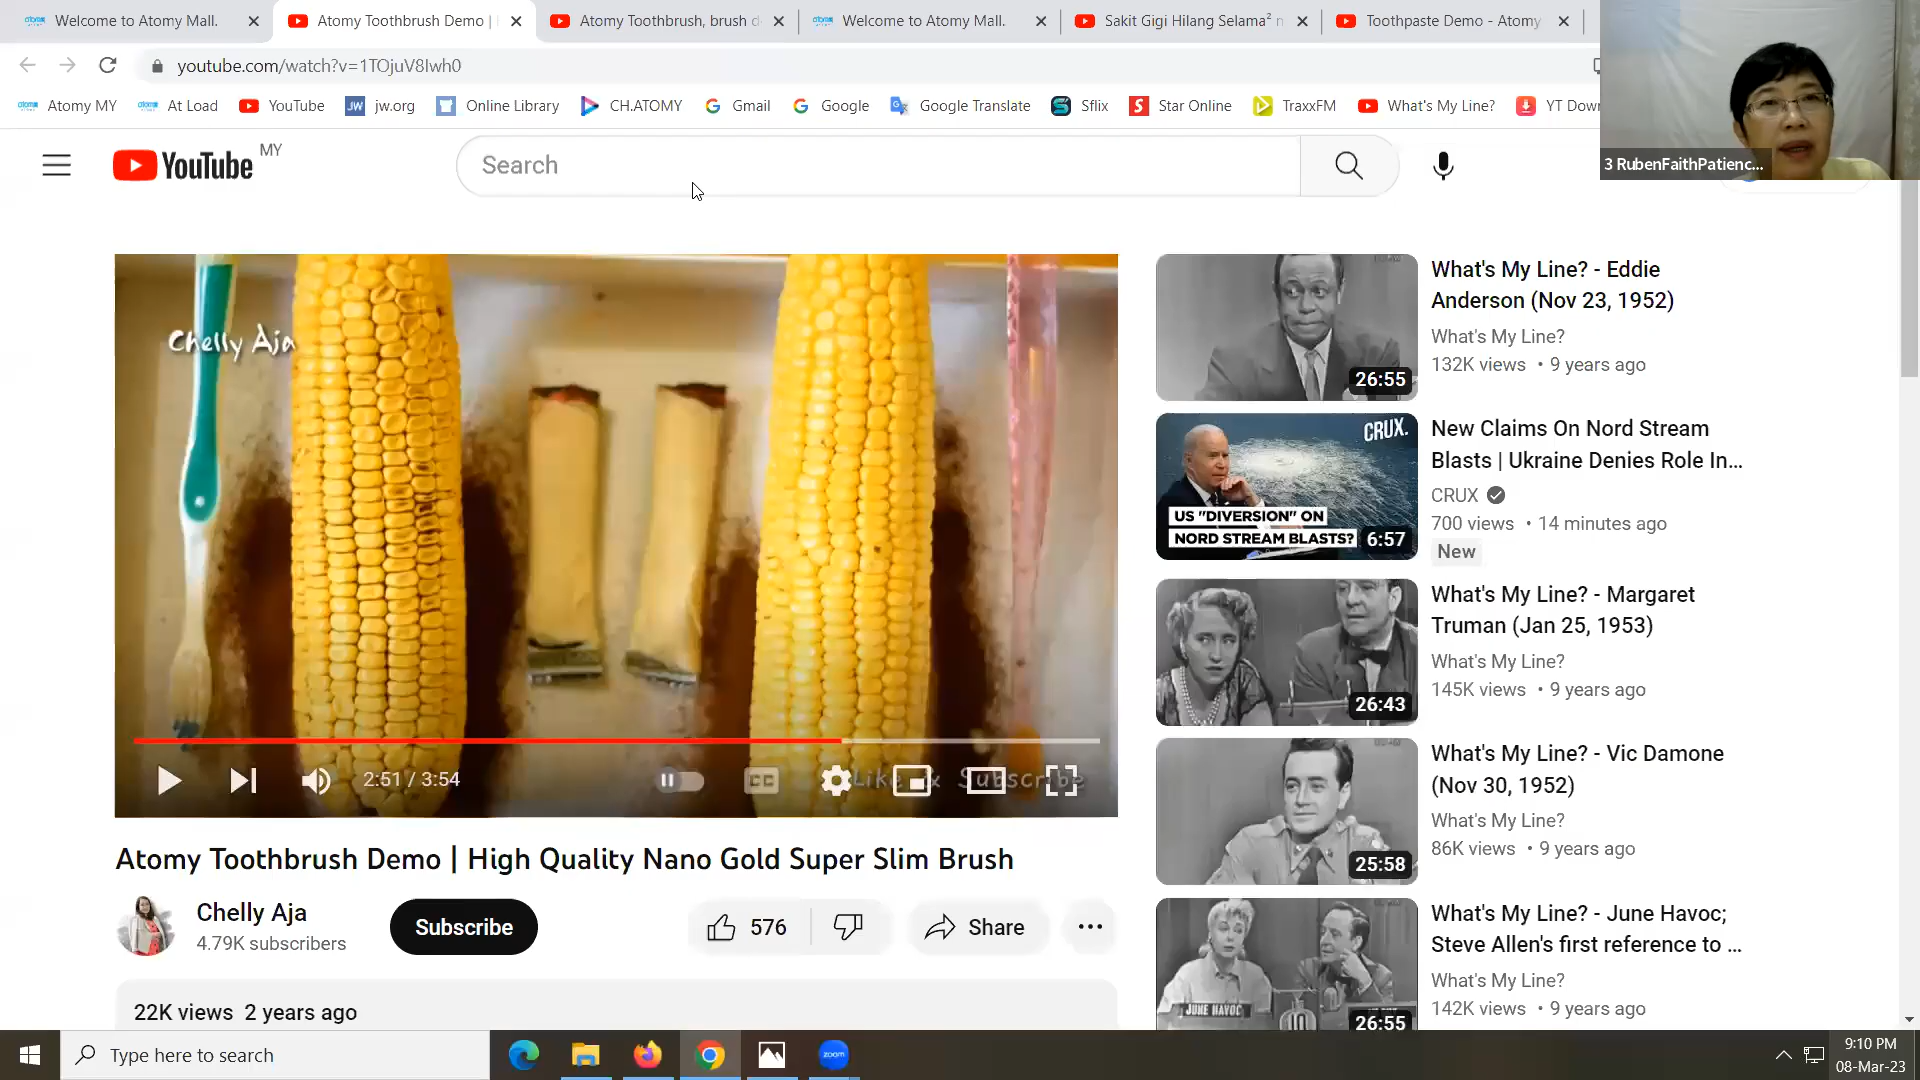 Welcome to Atomy Mall.
Atomy Toothbrush Demo |
Atomy Toothbrush, brush d
Welcome to Atomy Mall.
Sakit Gigi Hilang Selama² n
Toothpaste Demo - Atomy
youtube.com/watch?v=1TOjuV8Iwh0
Atomy MY
At Load
YouTube
JW jw.org
Online Library
CH.ATOMY
Gmail
Google
Google Translate
Sflix
Star Online
TraxxFM
What's My Line?
YT Dow
3 RubenFaithPatienc...
YouTube MY
Search
Chelly Aja
Like & Subscribe
2:51 / 3:54
CC
Atomy Toothbrush Demo | High Quality Nano Gold Super Slim Brush
Chelly Aja
4.79K subscribers
Subscribe
576
Share
22K views 2 years ago
26:55
What's My Line? - Eddie
Anderson (Nov 23, 1952)
What's My Line?
132K views • 9 years ago
CRUX.
US "DIVERSION" ON
NORD STREAM BLASTS?
6:57
New Claims On Nord Stream
Blasts | Ukraine Denies Role In...
CRUX
700 views • 14 minutes ago
New
26:43
What's My Line? - Margaret
Truman (Jan 25, 1953)
What's My Line?
145K views • 9 years ago
25:58
What's My Line? - Vic Damone
(Nov 30, 1952)
What's My Line?
86K views • 9 years ago
JUNE HAVOC
10
26:55
What's My Line? - June Havoc;
Steve Allen's first reference to ...
What's My Line?
142K views • 9 years ago
Type here to search
zoom
9:10 PM
08-Mar-23